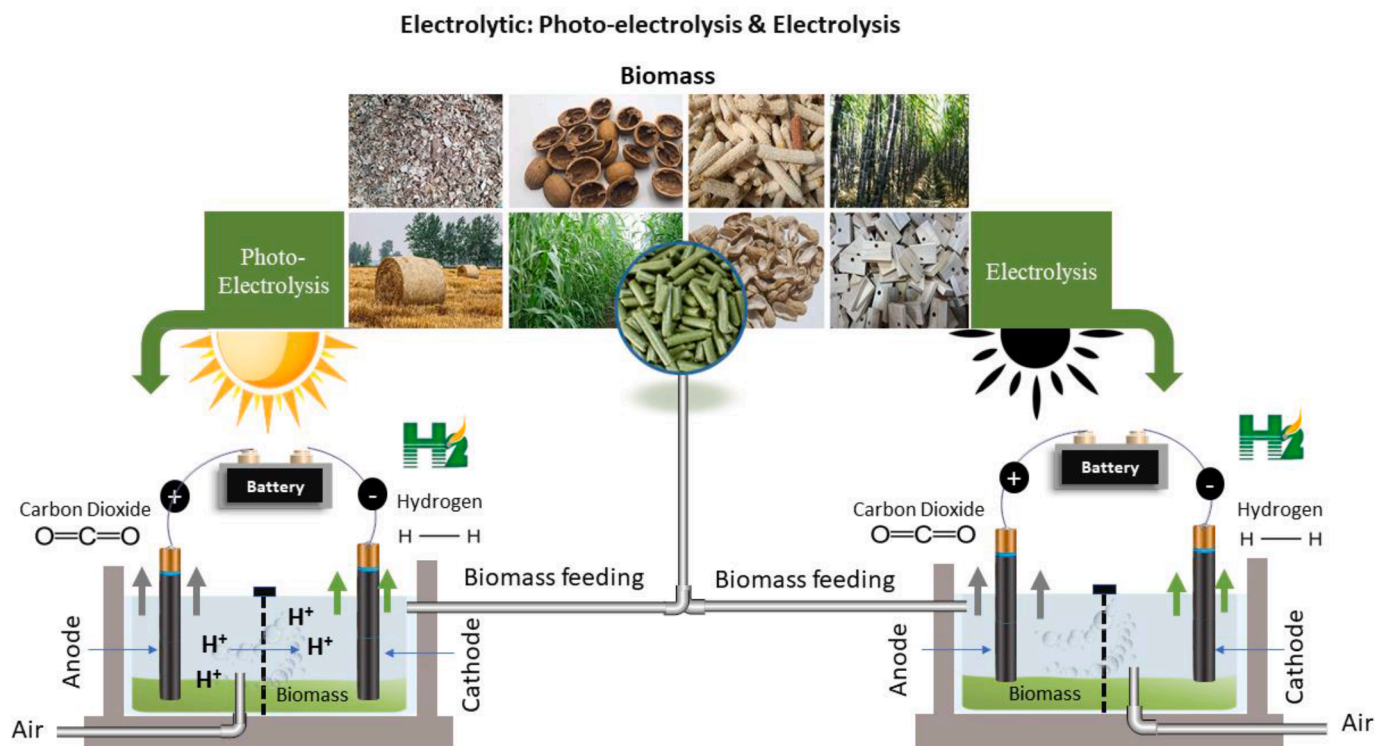 Electrolytic: Photo-electrolysis & Electrolysis
Biomass
Photo-
Electrolysis
Electrolysis
H2
H2
Battery
Battery
+
-
+
-
Carbon Dioxide
O=C=O
Hydrogen
H — H
Carbon Dioxide
O=C=O
Hydrogen
H — H
Biomass feeding
Biomass feeding
Anode
H⁺
H⁺
H⁺
H⁺
Biomass
Cathode
Anode
Biomass
Cathode
Air
Air